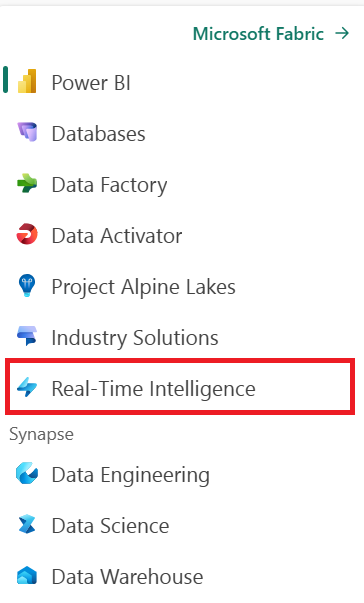 Microsoft Fabric →
Power BI
Databases
Data Factory
Data Activator
Project Alpine Lakes
Industry Solutions
Real-Time Intelligence
Synapse
Data Engineering
Data Science
Data Warehouse